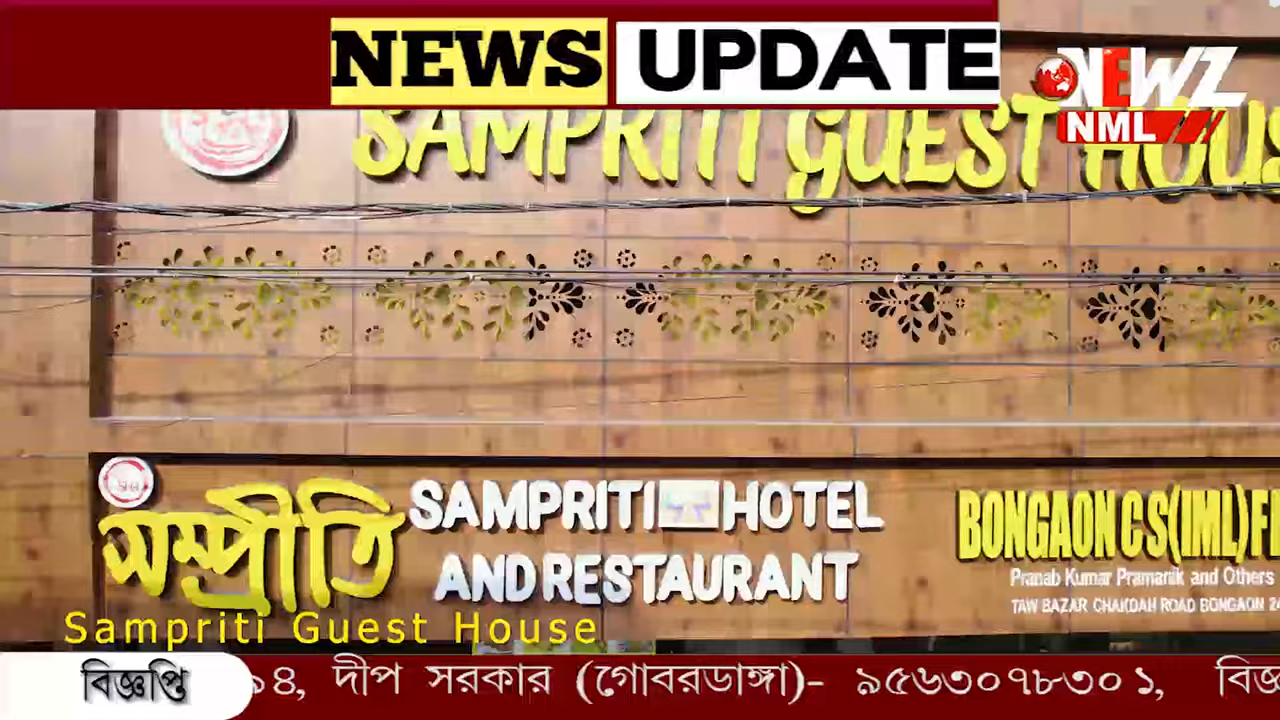 NEWS UPDATE
NEWZ
NML
SAMPRITI GUEST HOUS
সম্প্রীতি
SAMPRITI HOTEL
AND RESTAURANT
BONGAON C S (IML) F
Pranab Kumar Pramanik and Others
TAW BAZAR CHAKDAH ROAD BONGAON
Sampriti Guest House
বিজ্ঞপ্তি
৯৪, দীপ সরকার (গোবরডাঙ্গা)- ৯৫৬৩০৭৮৩০১,